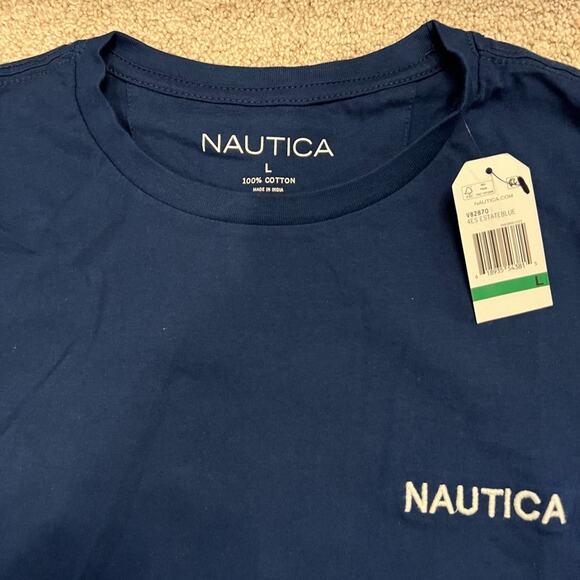 NAUTICA
L
100% COTTON
MADE IN INDIA
NAUTICA.COM
V82870
4ES ESTATEBLUE
L
NAUTICA